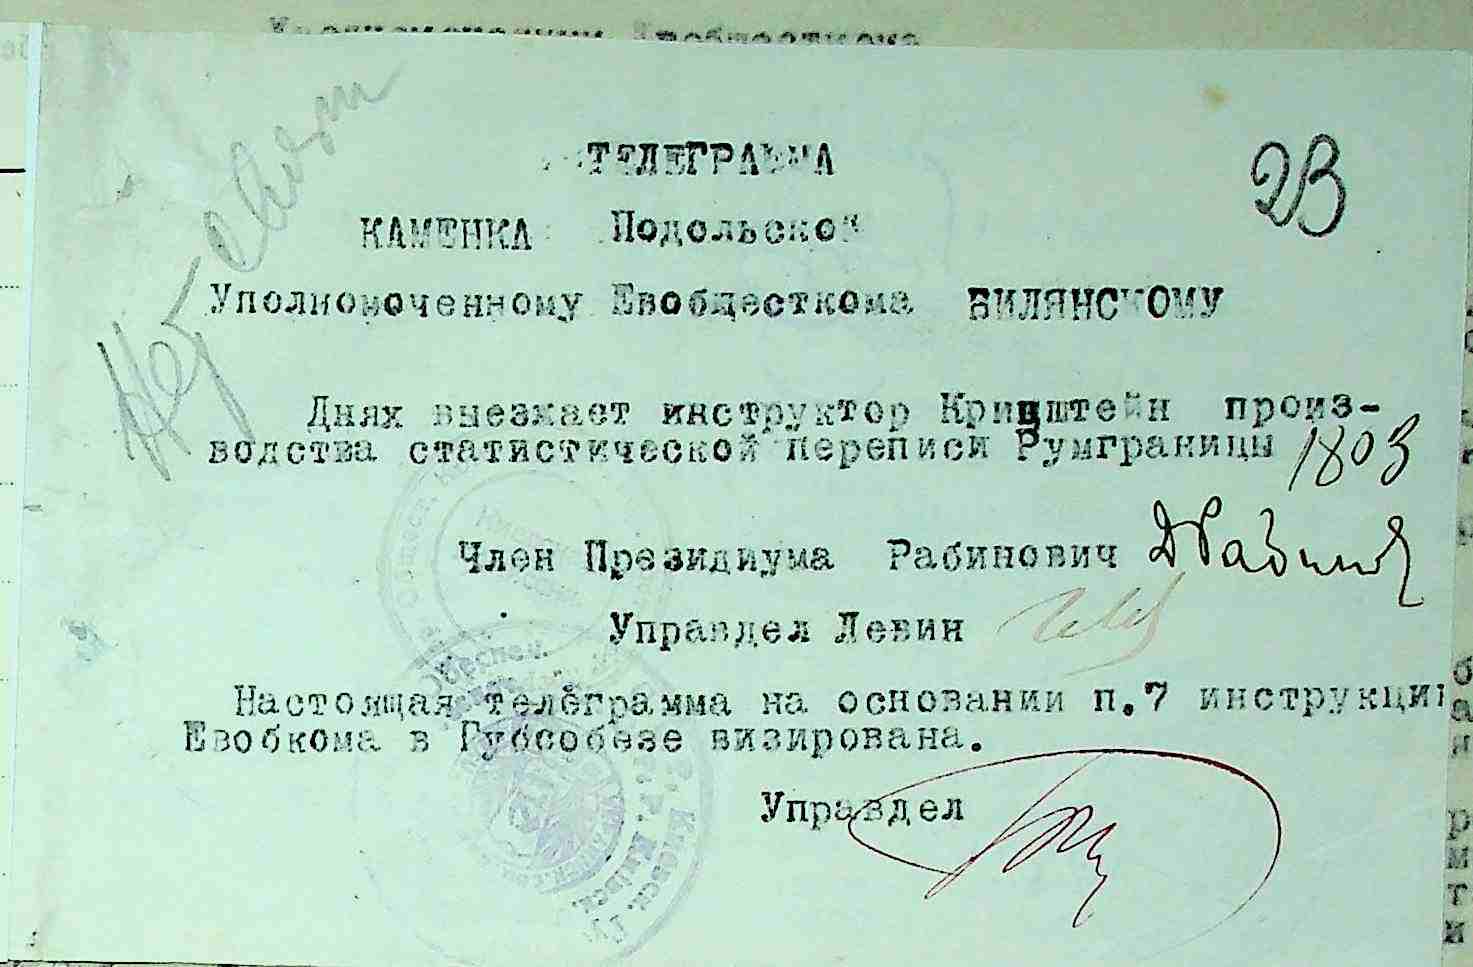 ТЕЛЕГРАММА
23
КАМЕНКА Подольской
Уполномоченному Евобщесткома БИЛЯНСКОМУ
Днях выезжает инструктор Кринштейн произ-
водства статистической переписи Румграницы 1803
Член Президиума Рабинович
Управдел Левин
Настоящая телеграмма на основании п.7 инструкции
Евобкома в Губсобезе визирована.
Управдел